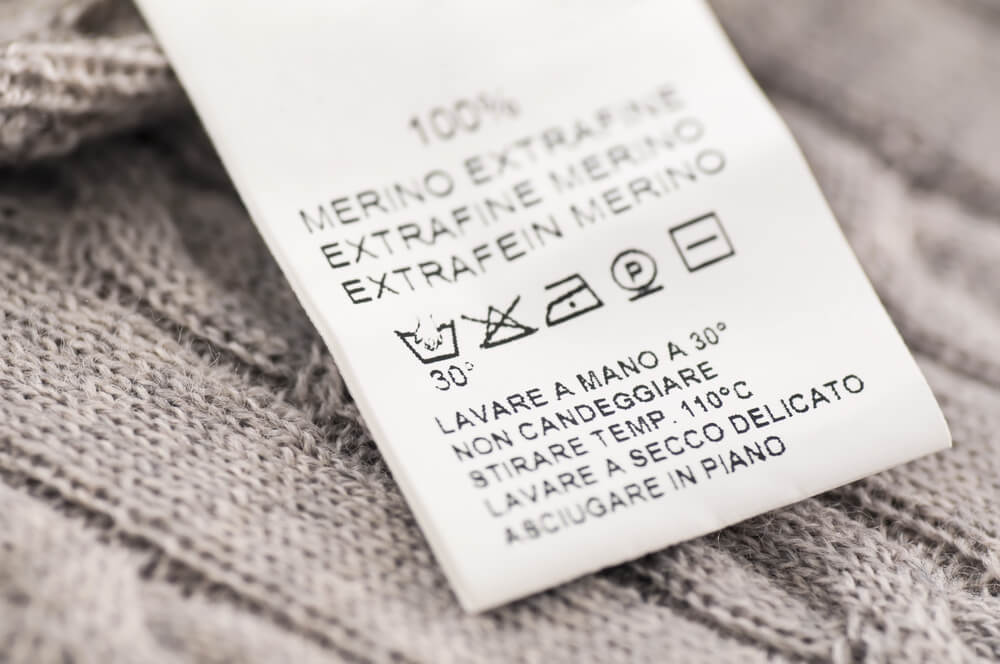 100%
MERINO EXTRAFINE
EXTRAFINE MERINO
EXTRAFEIN MERINO
P
30°
LAVARE A MANO A 30°
NON CANDEGGIARE
STIRARE TEMP. 110°C
LAVARE A SECCO DELICATO
ASCIUGARE IN PIANO